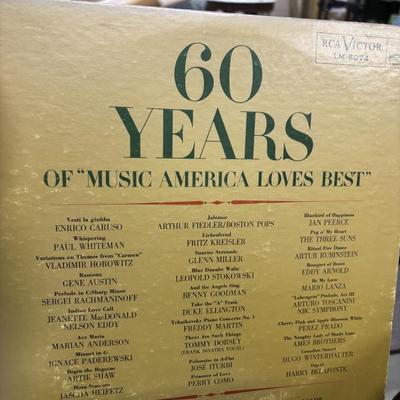 RCA VICTOR
LM-6074
60
YEARS
OF "MUSIC AMERICA LOVES BEST"
Vesti la giubba
ENRICO CARUSO
Whispering
PAUL WHITEMAN
Variations on Themes from "Carmen"
VLADIMIR HOROWITZ
Ramona
GENE AUSTIN
Prelude in C-Sharp Minor
SERGEI RACHMANINOFF
Indian Love Call
JEANETTE MacDONALD
NELSON EDDY
Ave Maria
MARIAN ANDERSON
Minuet in G
IGNACE PADEREWSKI
Begin the Beguine
ARTIE SHAW
Hora Staccato
JASCHA HEIFETZ
Jalousie
ARTHUR FIEDLER/BOSTON POPS
Liebesfreud
FRITZ KREISLER
Sunrise Serenade
GLENN MILLER
Blue Danube Waltz
LEOPOLD STOKOWSKI
And the Angels Sing
BENNY GOODMAN
Take the "A" Train
DUKE ELLINGTON
Tchaikovsky Piano Concerto No. 1
FREDDY MARTIN
There Are Such Things
TOMMY DORSEY
(FRANK SINATRA VOCAL)
Polonaise in A-Flat
JOSÉ ITURBI
Prisoner of Love
PERRY COMO
Bluebird of Happiness
JAN PEERCE
Peg o' My Heart
THE THREE SUNS
Ritual Fire Dance
ARTUR RUBINSTEIN
Bouquet of Roses
EDDY ARNOLD
Be My Love
MARIO LANZA
"Lohengrin" Prelude, Act III
ARTURO TOSCANINI
NBC SYMPHONY
Cherry Pink and Apple Blossom White
PEREZ PRADO
The Naughty Lady of Shady Lane
AMES BROTHERS
Canadian Sunset
HUGO WINTERHALTER
Day-O
HARRY BELAFONTE